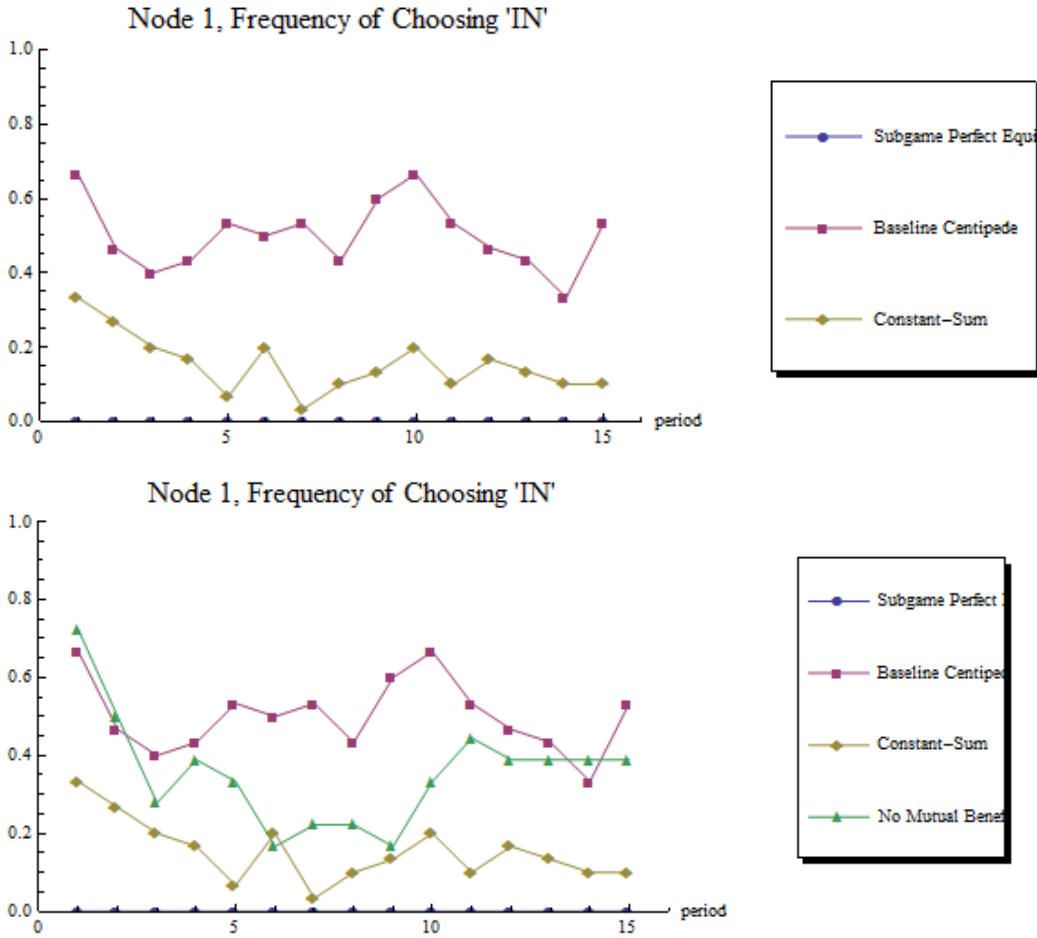 Node 1, Frequency of Choosing 'IN'
1.0
0.8
0.6
0.4
0.2
0.0
0
5
10
15
period
Subgame Perfect Equi
Baseline Centipede
Constant-Sum
Node 1, Frequency of Choosing 'IN'
1.0
0.8
0.6
0.4
0.2
0.0
0
5
10
15
period
Subgame Perfect
Baseline Centiped
Constant-Sum
No Mutual Benef